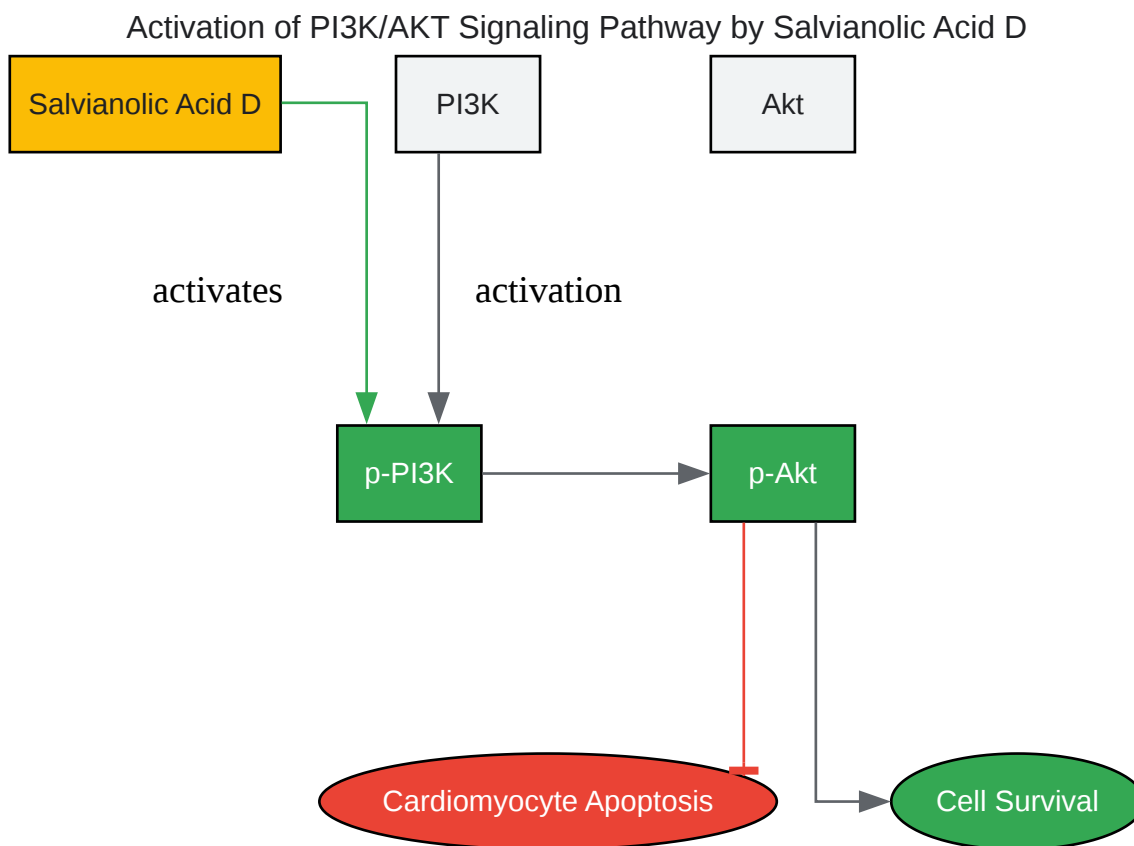 Activation of PI3K/AKT Signaling Pathway by Salvianolic Acid D
Salvianolic Acid D
PI3K
Akt
activates
activation
p-PI3K
p-Akt
Cardiomyocyte Apoptosis
Cell Survival